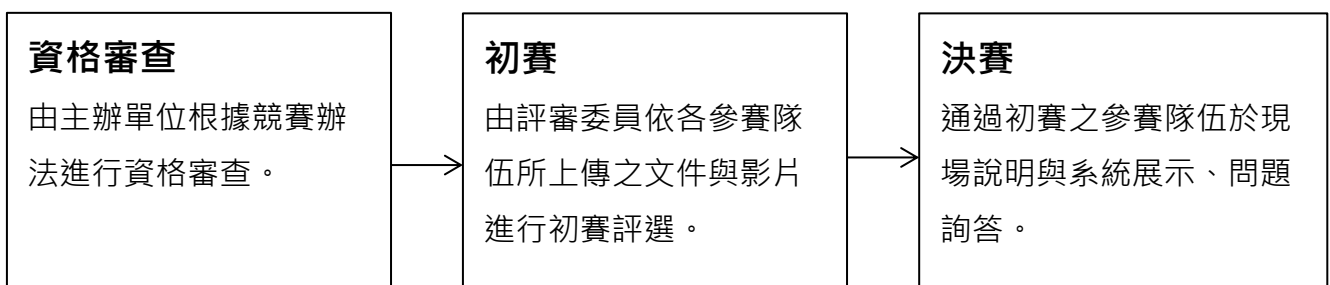 資格審查
由主辦單位根據競賽辦
法進行資格審查。
初賽
由評審委員依各參賽隊
伍所上傳之文件與影片
進行初賽評選。
決賽
通過初賽之參賽隊伍於現
場說明與系統展示、問題
詢答。